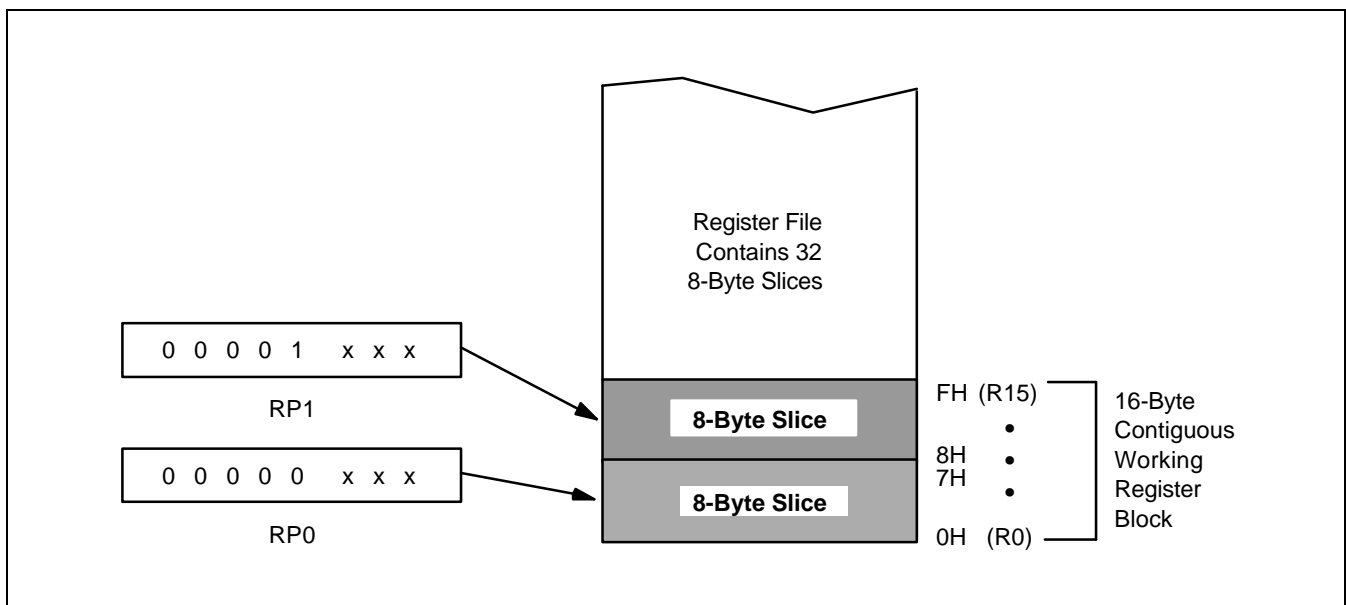 Register File
Contains 32
8-Byte Slices
0 0 0 0 1 x x x
RP1
0 0 0 0 0 x x x
RP0
8-Byte Slice
8-Byte Slice
FH (R15)
8H
7H
0H (R0)
16-Byte
Contiguous
Working
Register
Block